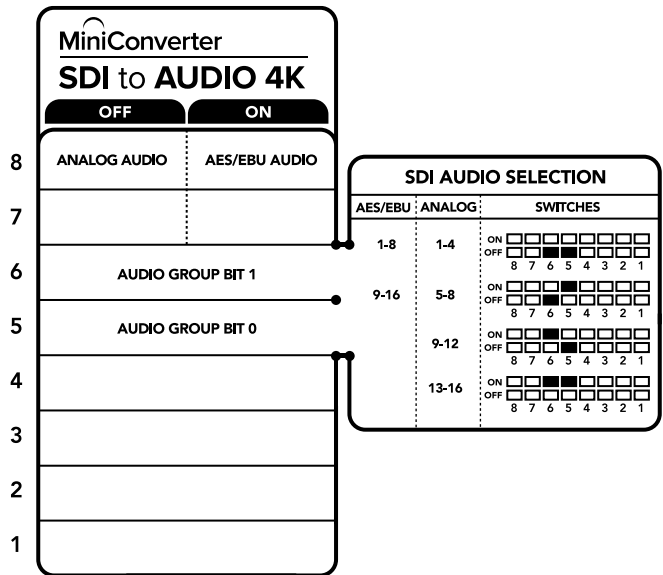 MiniConverter
SDI to AUDIO 4K
OFF ON
8 ANALOG AUDIO AES/EBU AUDIO
7
6 AUDIO GROUP BIT 1
5 AUDIO GROUP BIT 0
4
3
2
1
SDI AUDIO SELECTION
AES/EBU ANALOG SWITCHES
1-8 1-4 ON
OFF
8 7 6 5 4 3 2 1
9-16 5-8 ON
OFF
8 7 6 5 4 3 2 1
9-12 ON
OFF
8 7 6 5 4 3 2 1
13-16 ON
OFF
8 7 6 5 4 3 2 1